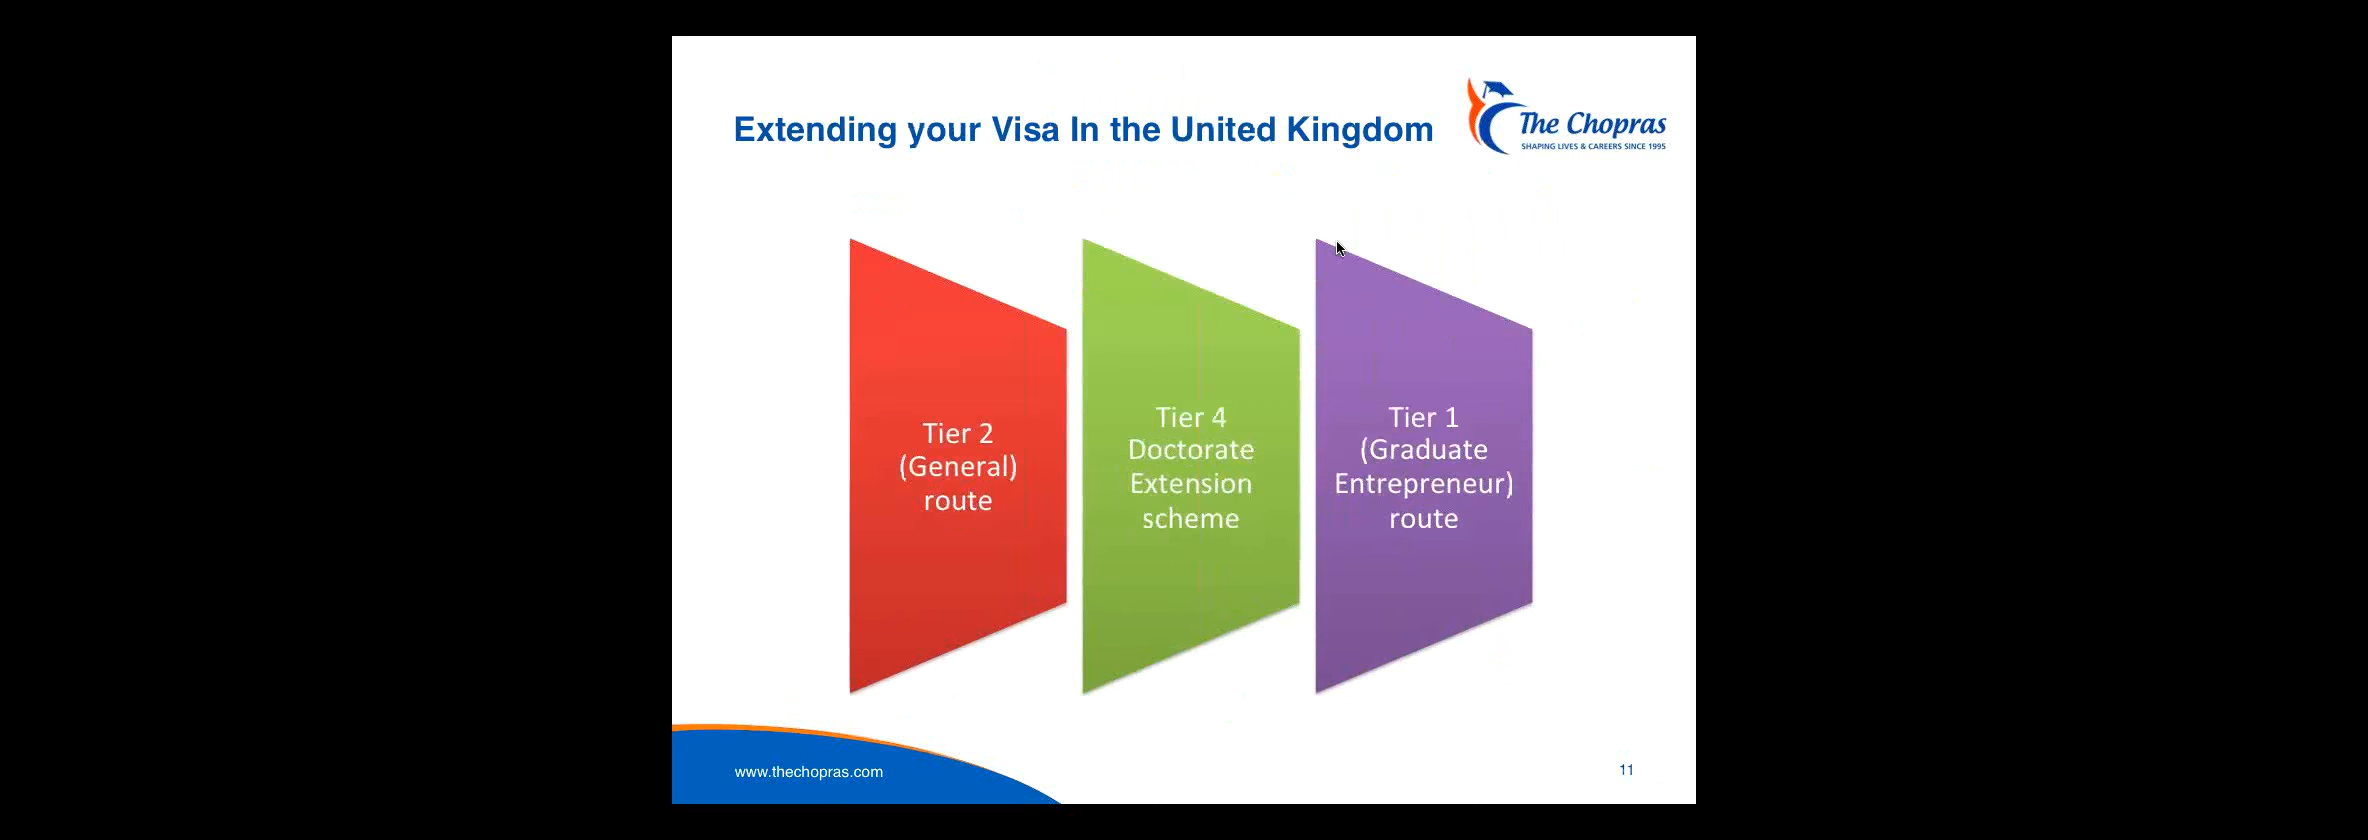 Extending your Visa In the United Kingdom
The Chopras
SHAPING LIVES & CAREERS SINCE 1995
Tier 2
(General)
route
Tier 4
Doctorate
Extension
scheme
Tier 1
(Graduate
Entrepreneur)
route
www.thechopras.com
11